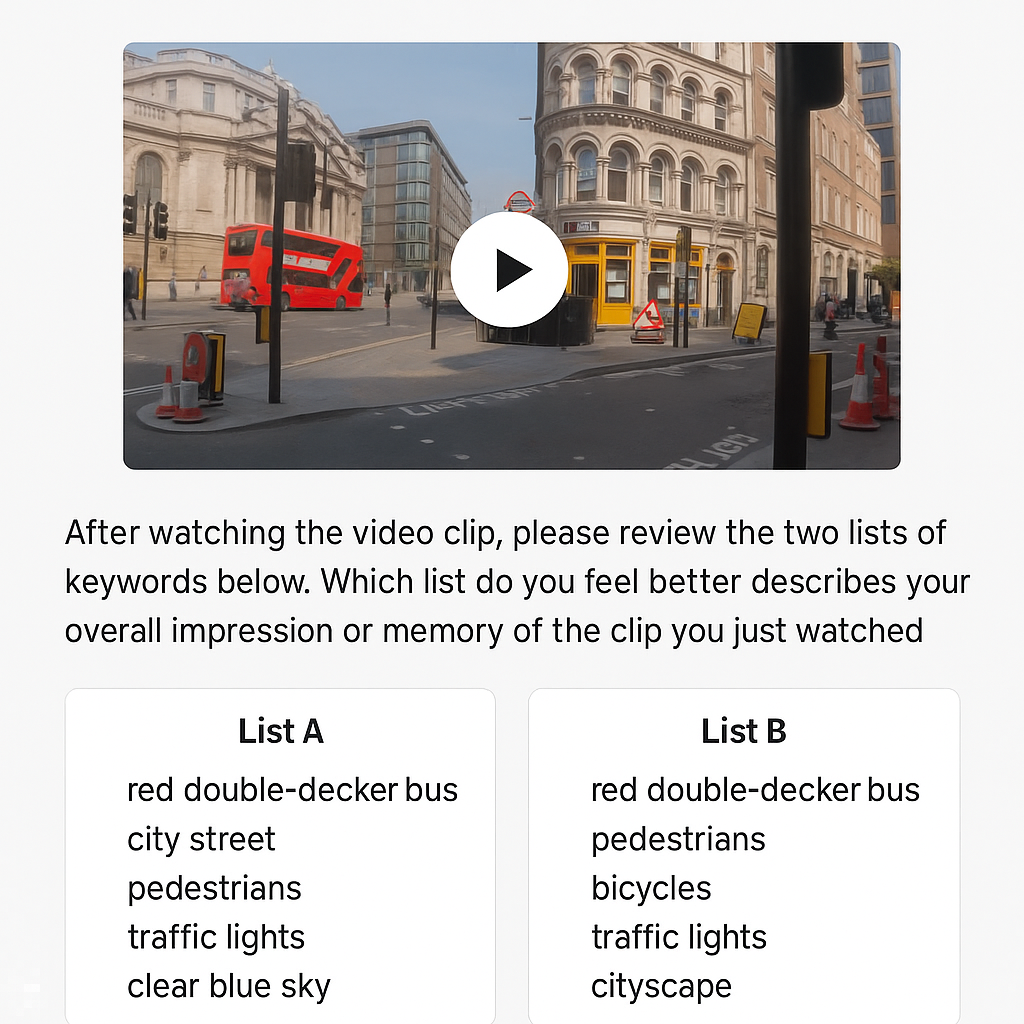 After watching the video clip, please review the two lists of
keywords below. Which list do you feel better describes your
overall impression or memory of the clip you just watched
List A
red double-decker bus
city street
pedestrians
traffic lights
clear blue sky
List B
red double-decker bus
pedestrians
bicycles
traffic lights
cityscape